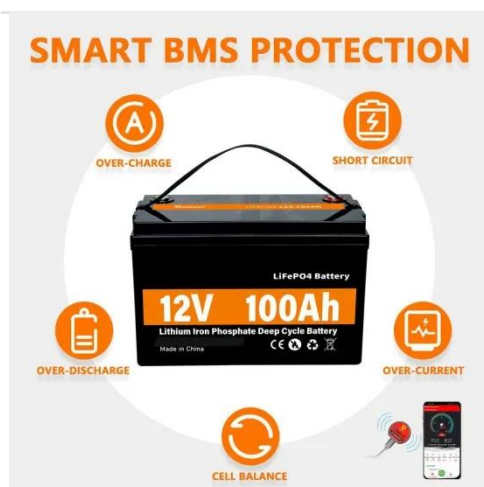 SMART BMS PROTECTION
A
OVER-CHARGE
SHORT CIRCUIT
LiFePO4 Battery
12V 100Ah
Lithium Iron Phosphate Deep Cycle Battery
Made in China
CE
OVER-DISCHARGE
OVER-CURRENT
CELL BALANCE